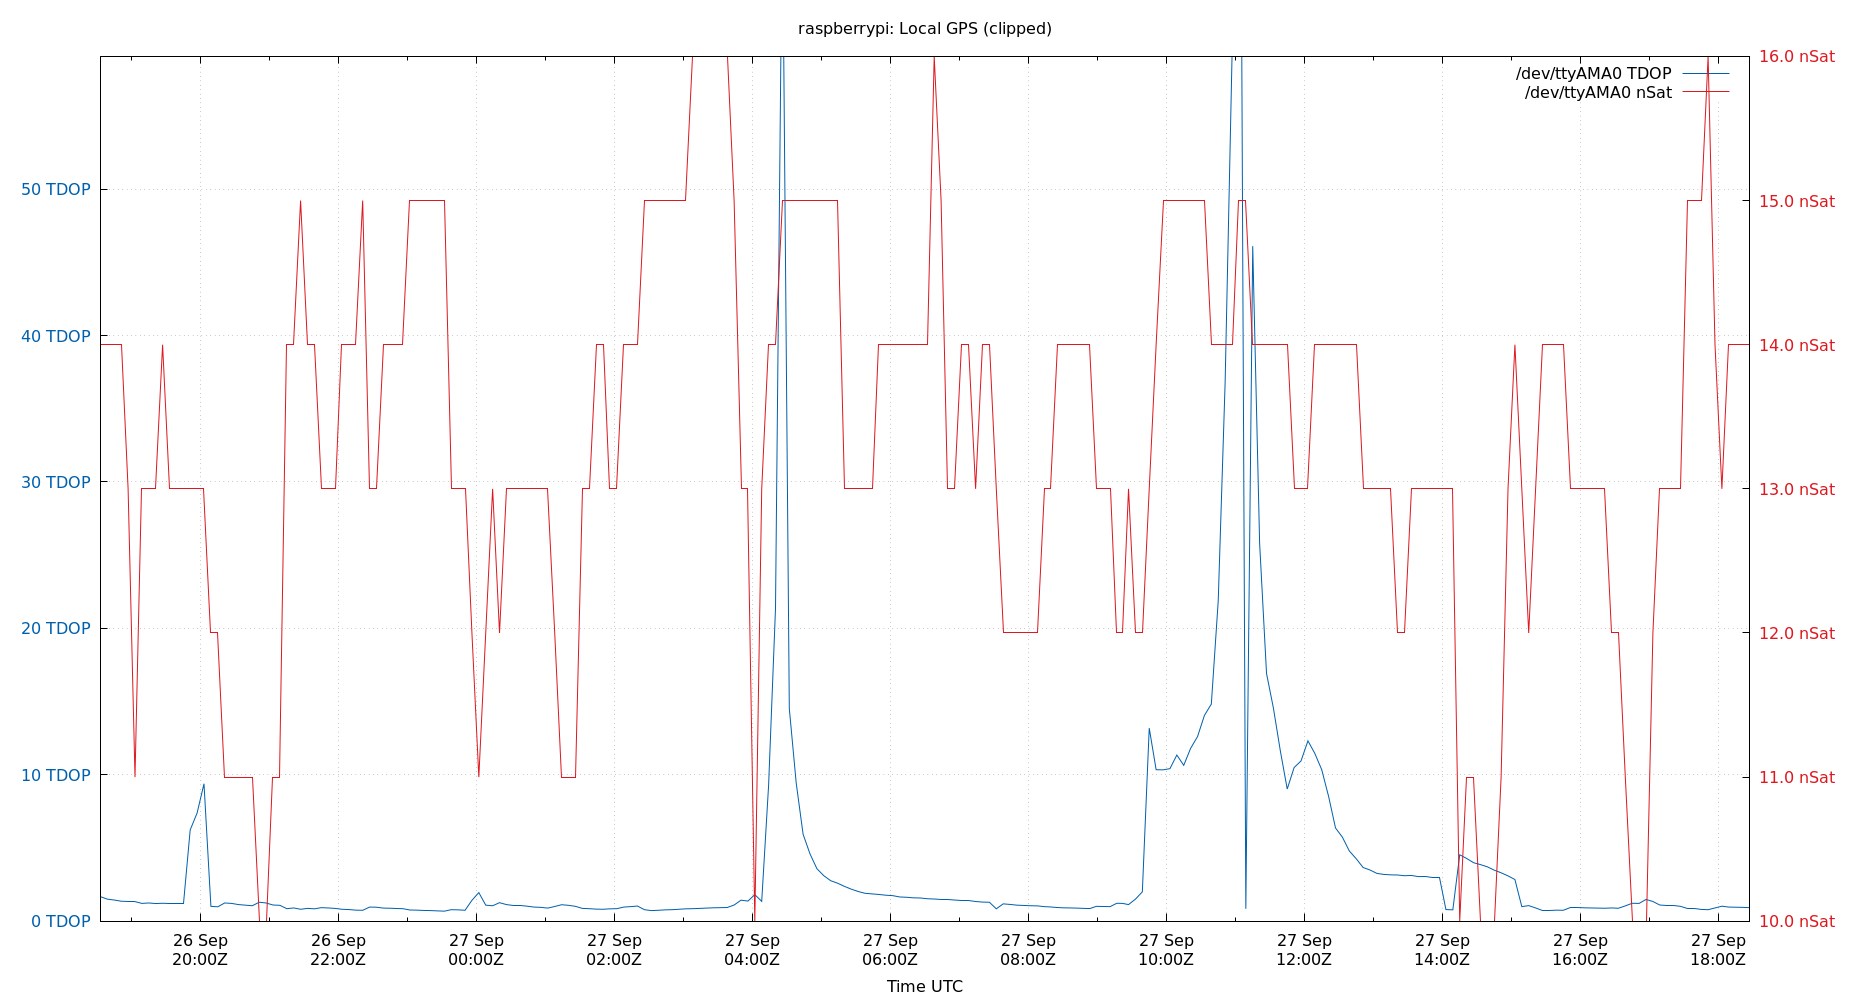 raspberrypi: Local GPS (clipped)
/dev/ttyAMA0 TDOP
/dev/ttyAMA0 nSat
50 TDOP
40 TDOP
30 TDOP
20 TDOP
10 TDOP
0 TDOP
16.0 nSat
15.0 nSat
14.0 nSat
13.0 nSat
12.0 nSat
11.0 nSat
10.0 nSat
26 Sep
20:00Z
26 Sep
22:00Z
27 Sep
00:00Z
27 Sep
02:00Z
27 Sep
04:00Z
27 Sep
06:00Z
27 Sep
08:00Z
27 Sep
10:00Z
27 Sep
12:00Z
27 Sep
14:00Z
27 Sep
16:00Z
27 Sep
18:00Z
Time UTC